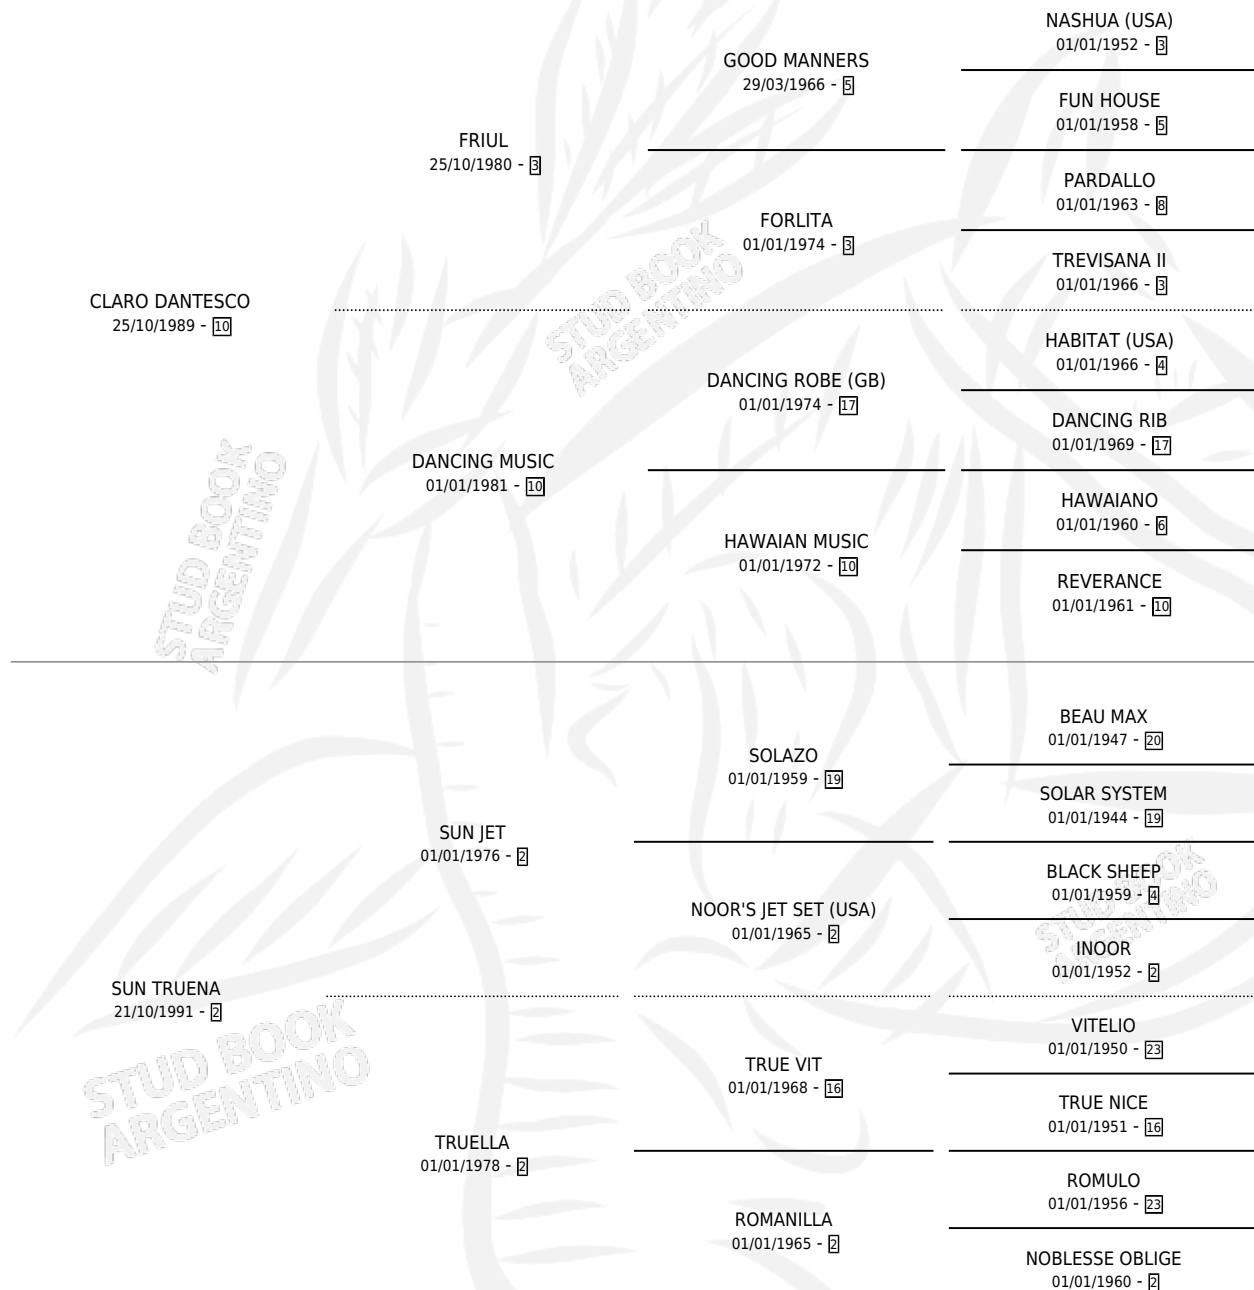 NASHUA (USA)
01/01/1952 - 3
GOOD MANNERS
29/03/1966 - 5
FUN HOUSE
01/01/1958 - 5
FRIUL
25/10/1980 - 3
PARDALLO
01/01/1963 - 8
FORLITA
01/01/1974 - 3
TREVISANA II
01/01/1966 - 3
CLARO DANTESCO
25/10/1989 - 10
STUD BOOK
ARGENTINO
HABITAT (USA)
01/01/1966 - 4
DANCING ROBE (GB)
01/01/1974 - 17
DANCING RIB
01/01/1969 - 17
DANCING MUSIC
01/01/1981 - 10
HAWAIANO
01/01/1960 - 6
HAWAIAN MUSIC
01/01/1972 - 10
REVERANCE
01/01/1961 - 10
STUD BOOK
ARGENTINO
BEAU MAX
01/01/1947 - 20
SOLAZO
01/01/1959 - 19
SOLAR SYSTEM
01/01/1944 - 19
SUN JET
01/01/1976 - 2
BLACK SHEEP
01/01/1959 - 4
NOOR'S JET SET (USA)
01/01/1965 - 2
INOOR
01/01/1952 - 2
STUD BOOK
ARGENTINO
SUN TRUENA
21/10/1991 - 2
VITELIO
01/01/1950 - 23
TRUE VIT
01/01/1968 - 16
TRUE NICE
01/01/1951 - 16
STUD BOOK
ARGENTINO
TRUELLA
01/01/1978 - 2
ROMULO
01/01/1956 - 23
ROMANILLA
01/01/1965 - 2
NOBLESSE OBLIGE
01/01/1960 - 2